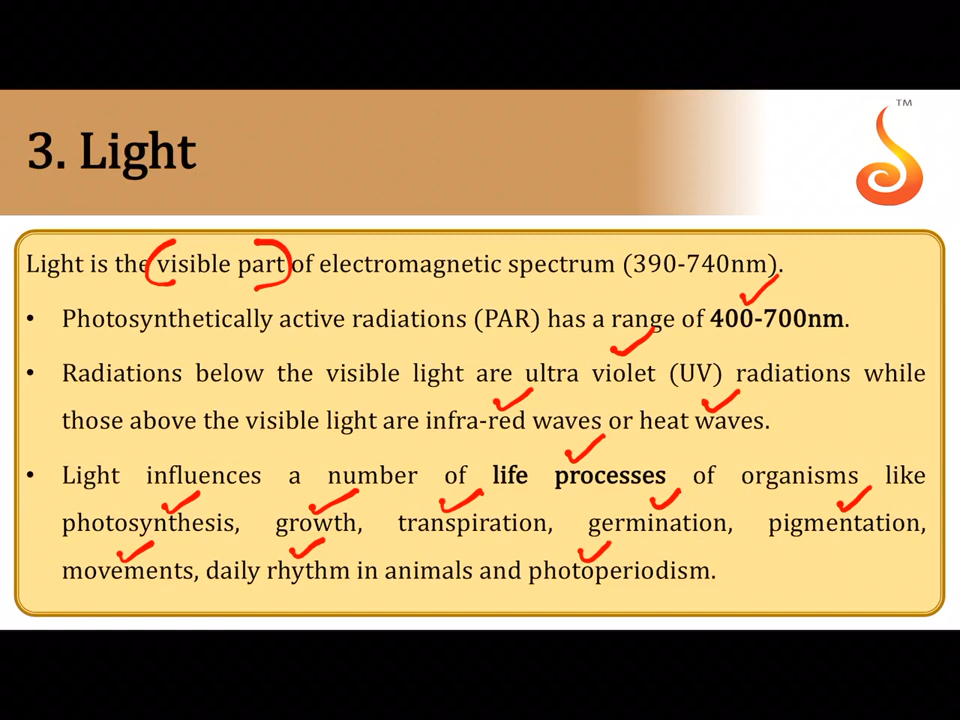 3. Light
TM
Light is the visible part of electromagnetic spectrum (390-740nm).
• Photosynthetically active radiations (PAR) has a range of 400-700nm.
• Radiations below the visible light are ultra violet (UV) radiations while
those above the visible light are infra-red waves or heat waves.
• Light influences a number of life processes of organisms like
photosynthesis, growth, transpiration, germination, pigmentation,
movements, daily rhythm in animals and photoperiodism.